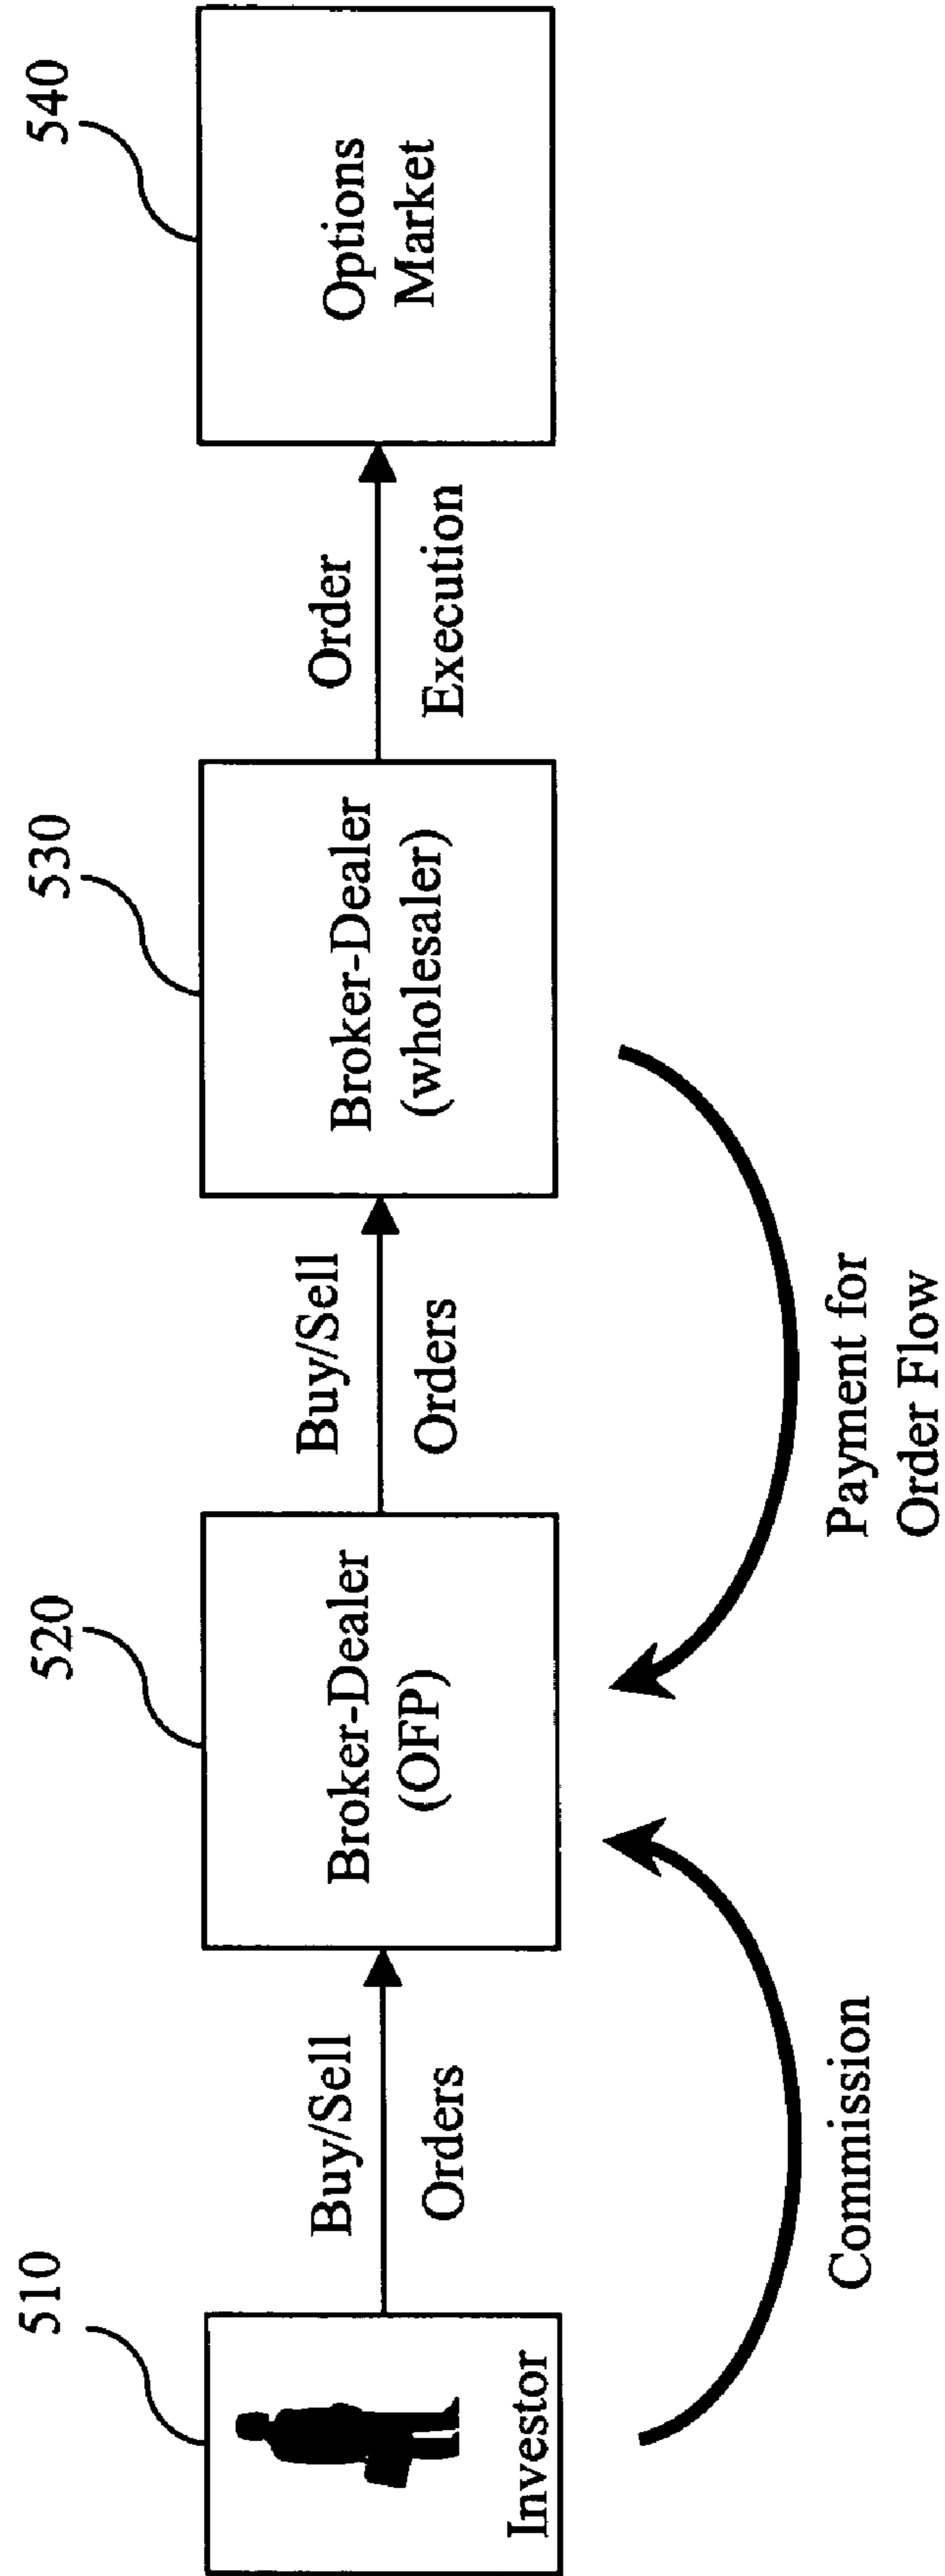 510
Investor
Buy/Sell
Orders
Commission
520
Broker-Dealer
(OFP)
Buy/Sell
Orders
Payment for
Order Flow
530
Broker-Dealer
(wholesaler)
Order
Execution
540
Options
Market